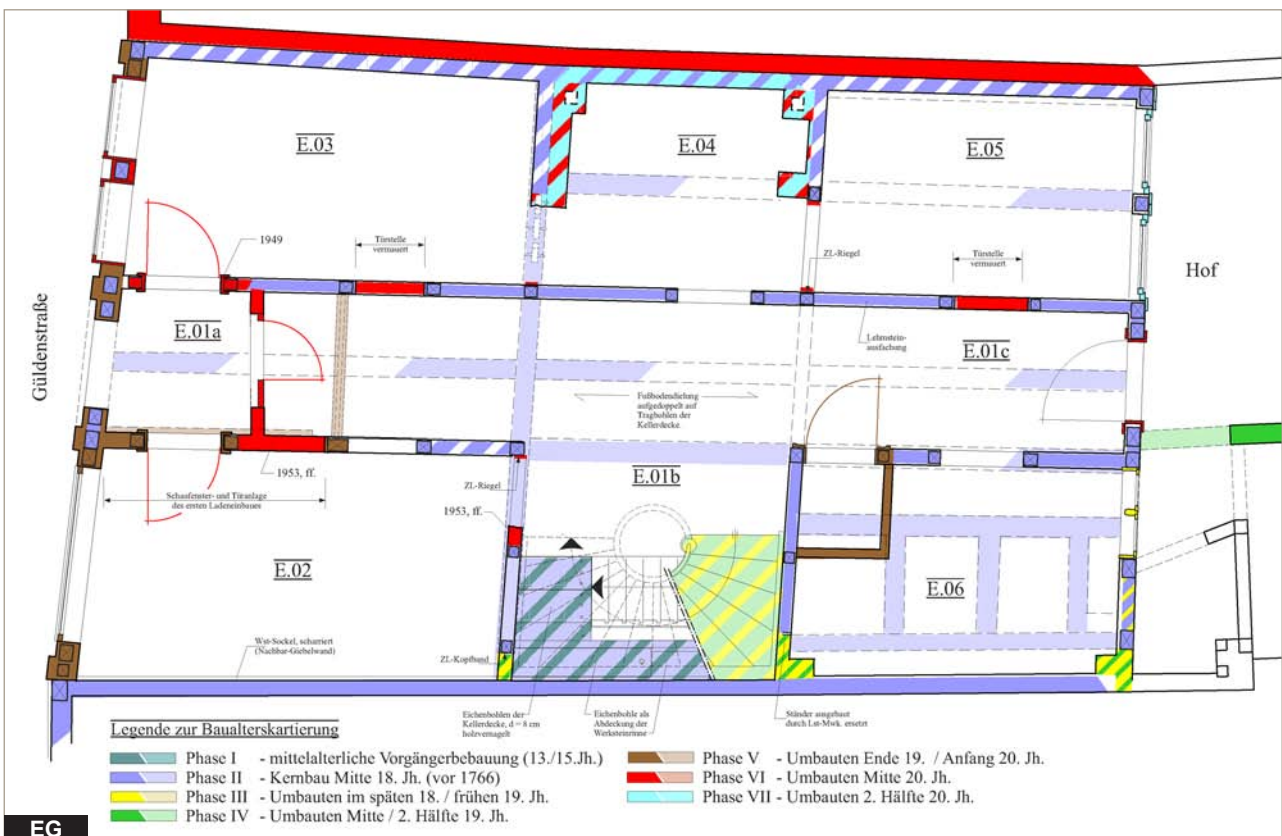 E.03
E.04
E.05
1949
Türstelle
vermauert
ZL-Riegel
Türstelle
vermauert
Hof
Güldenstraße
E.01a
Lehmstein-
ausfachung
E.01c
Fußbodendielung
aufgedoppelt auf
Tragbohlen der
Kellerdecke
1953, ff.
Schaufenster- und Türanlage
des ersten Ladeneinbaues
ZL-Riegel
1953, ff.
E.01b
E.02
E.06
Wst-Sockel, scharriert
(Nachbar-Giebelwand)
ZL-Kopfband
Eichenbohlen der
Kellerdecke, d = 8 cm
holzvernagelt
Eichenbohle als
Abdeckung der
Werksteinrinne
Ständer ausgebaut
durch Lst-Mwk. ersetzt
Legende zur Baualterskartierung
Phase I - mittelalterliche Vorgängerbebauung (13./15.Jh.)
Phase II - Kernbau Mitte 18. Jh. (vor 1766)
Phase III - Umbauten im späten 18. / frühen 19. Jh.
Phase IV - Umbauten Mitte / 2. Hälfte 19. Jh.
Phase V - Umbauten Ende 19. / Anfang 20. Jh.
Phase VI - Umbauten Mitte 20. Jh.
Phase VII - Umbauten 2. Hälfte 20. Jh.
EG